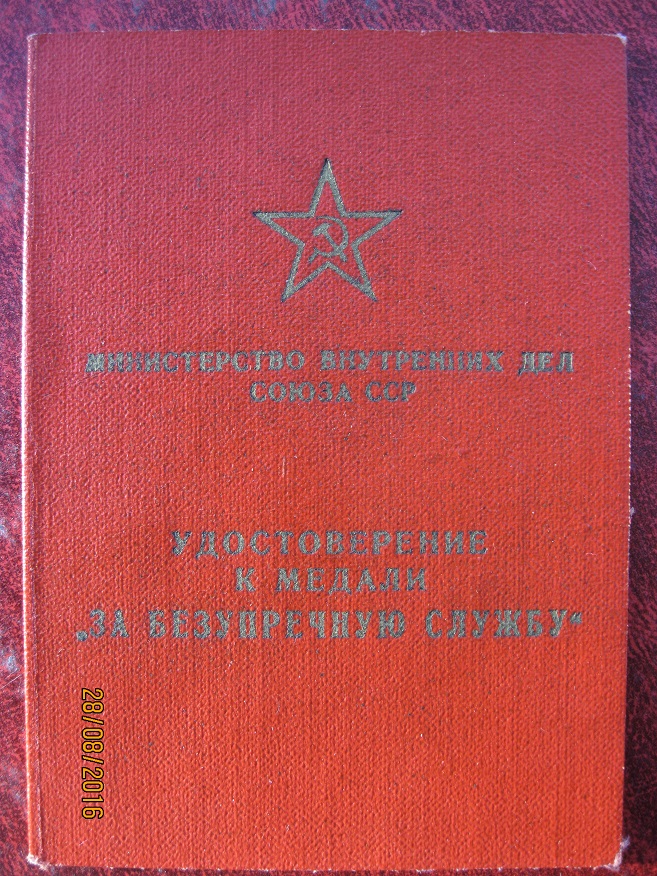 МИНИСТЕРСТВО ВНУТРЕННИХ ДЕЛ
СОЮЗА ССР
УДОСТОВЕРЕНИЕ
К МЕДАЛИ
„ЗА БЕЗУПРЕЧНУЮ СЛУЖБУ“
28/08/2016